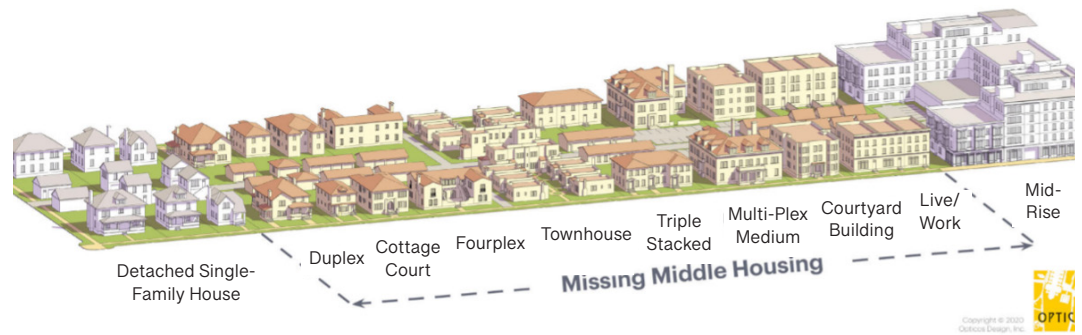 Detached Single-
Family House
Duplex
Cottage
Court
Fourplex
Townhouse
Triple
Stacked
Multi-Plex
Medium
Courtyard
Building
Live/
Work
Mid-
Rise
Missing Middle Housing
Copyright © 2020
Opticos Design, Inc.
OPTIC